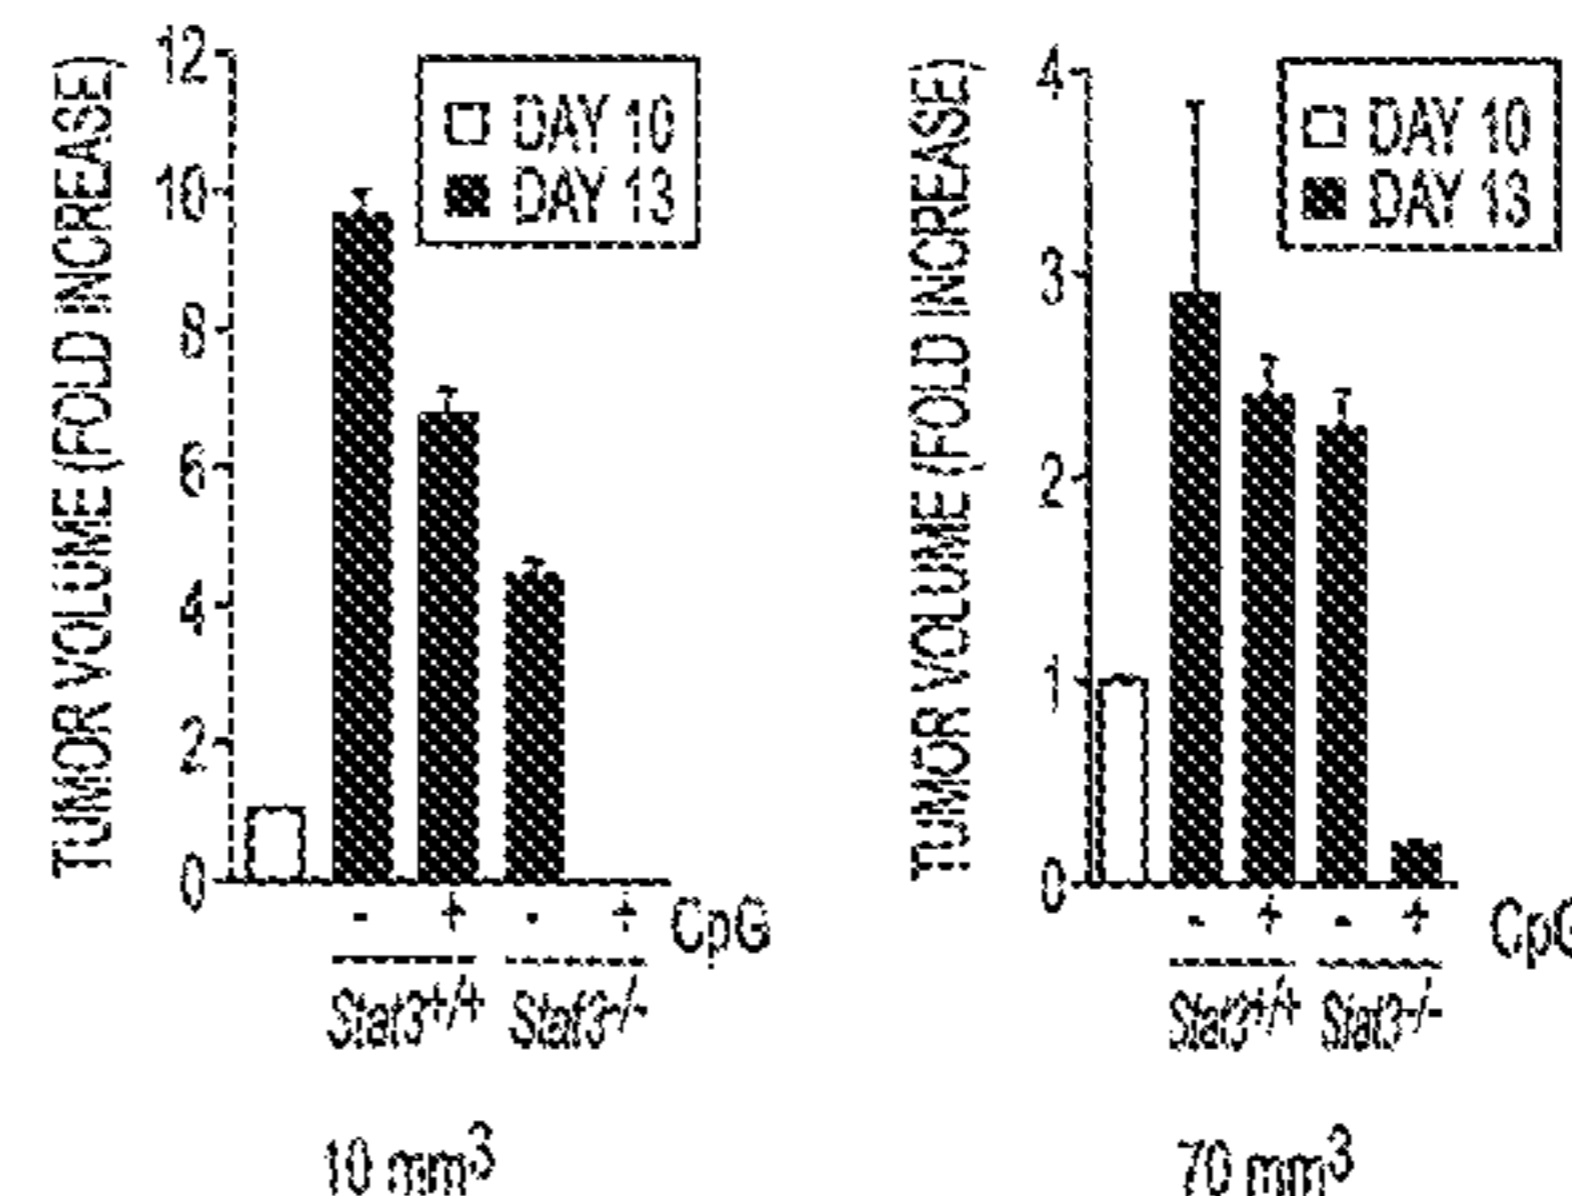 TUMOR VOLUME (FOLD INCREASE)
12
10
8
6
4
2
0
DAY 10
DAY 13
- + - + CpG
Stat3+/+ Stat3-/-
10 mm³
TUMOR VOLUME (FOLD INCREASE)
4
3
2
1
0
DAY 10
DAY 13
- + - + CpG
Stat3+/+ Stat3-/-
70 mm³